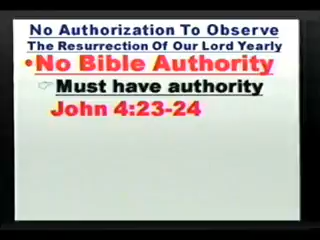 No Authorization To Observe
The Resurrection Of Our Lord Yearly
•No Bible Authority
☞Must have authority
John 4:23-24